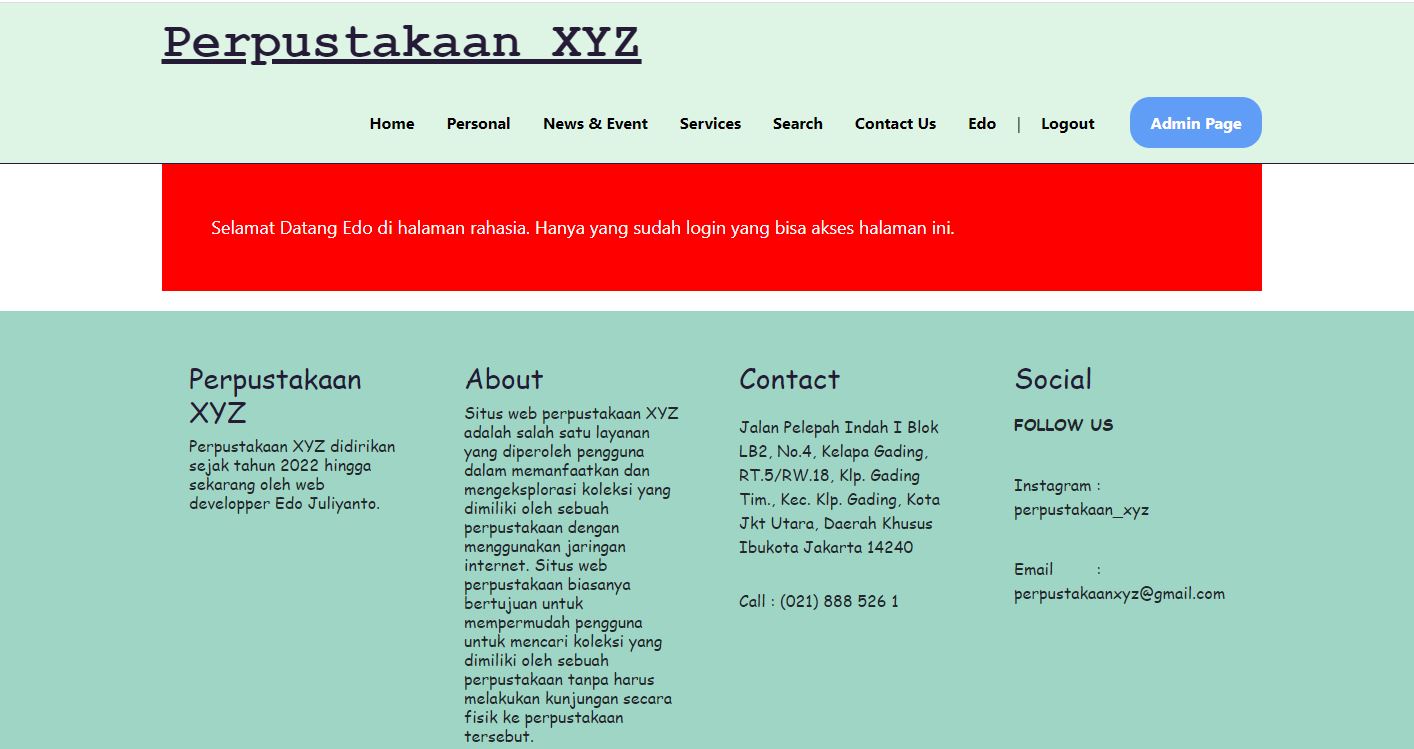 Perpustakaan XYZ
Home Personal News & Event Services Search Contact Us Edo | Logout Admin Page
Selamat Datang Edo di halaman rahasia. Hanya yang sudah login yang bisa akses halaman ini.
Perpustakaan
XYZ
Perpustakaan XYZ didirikan
sejak tahun 2022 hingga
sekarang oleh web
developper Edo Juliyanto.
About
Situs web perpustakaan XYZ
adalah salah satu layanan
yang diperoleh pengguna
dalam memanfaatkan dan
mengeksplorasi koleksi yang
dimiliki oleh sebuah
perpustakaan dengan
menggunakan jaringan
internet. Situs web
perpustakaan biasanya
bertujuan untuk
mempermudah pengguna
untuk mencari koleksi yang
dimiliki oleh sebuah
perpustakaan tanpa harus
melakukan kunjungan secara
fisik ke perpustakaan
tersebut.
Contact
Jalan Pelepah Indah I Blok
LB2, No.4, Kelapa Gading,
RT.5/RW.18, Klp. Gading
Tim., Kec. Klp. Gading, Kota
Jkt Utara, Daerah Khusus
Ibukota Jakarta 14240
Call : (021) 888 526 1
Social
FOLLOW US
Instagram :
perpustakaan_xyz
Email :
perpustakaanxyz@gmail.com